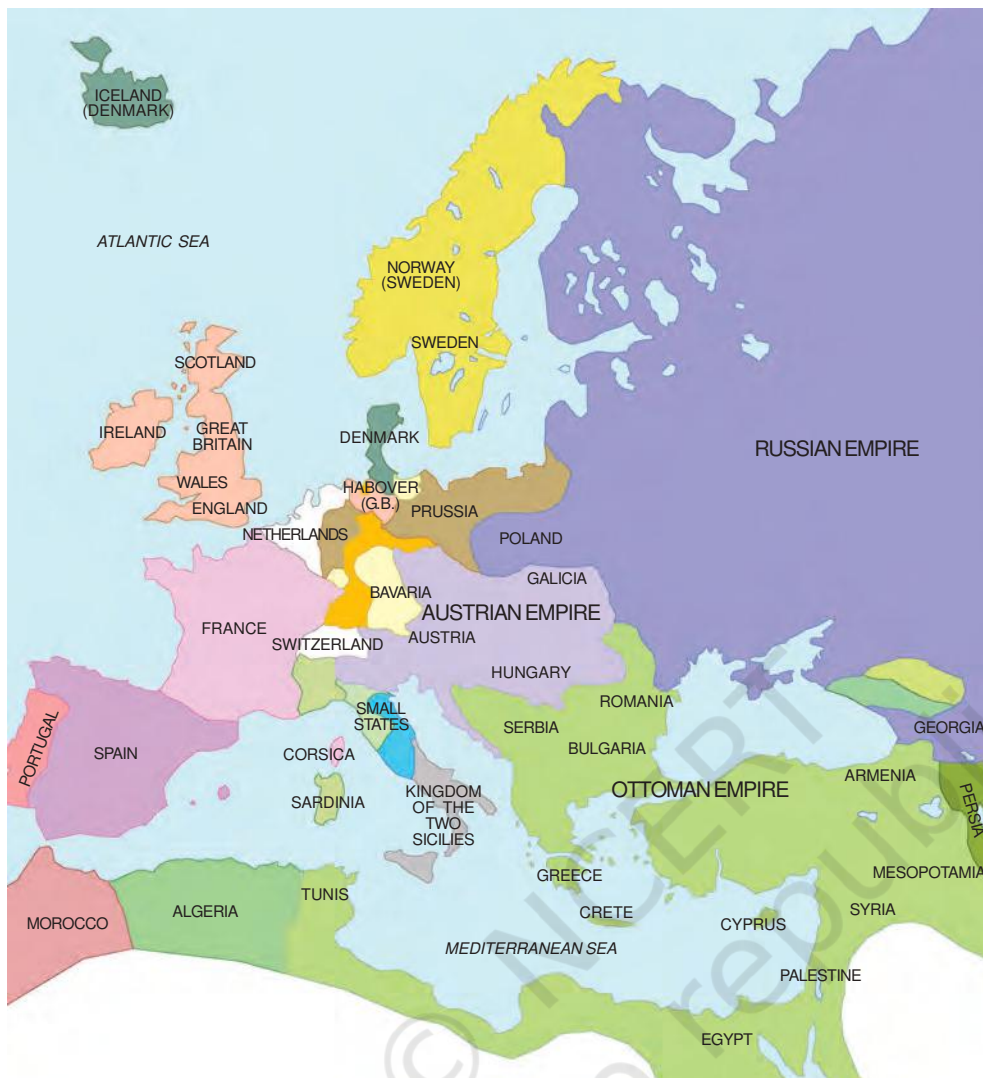 ICELAND
(DENMARK)
ATLANTIC SEA
NORWAY
(SWEDEN)
SWEDEN
SCOTLAND
IRELAND
GREAT
BRITAIN
WALES
ENGLAND
DENMARK
HABOVER
(G.B.)
PRUSSIA
NETHERLANDS
RUSSIAN EMPIRE
POLAND
GALICIA
BAVARIA
AUSTRIAN EMPIRE
AUSTRIA
FRANCE
SWITZERLAND
HUNGARY
ROMANIA
SMALL
STATES
SERBIA
BULGARIA
GEORGIA
PORTUGAL
SPAIN
CORSICA
SARDINIA
KINGDOM
OF THE
TWO
SICILIES
OTTOMAN EMPIRE
ARMENIA
PERSIA
GREECE
MESOPOTAMIA
TUNIS
CRETE
CYPRUS
SYRIA
MOROCCO
ALGERIA
MEDITERRANEAN SEA
PALESTINE
EGYPT
© NCERT
republi